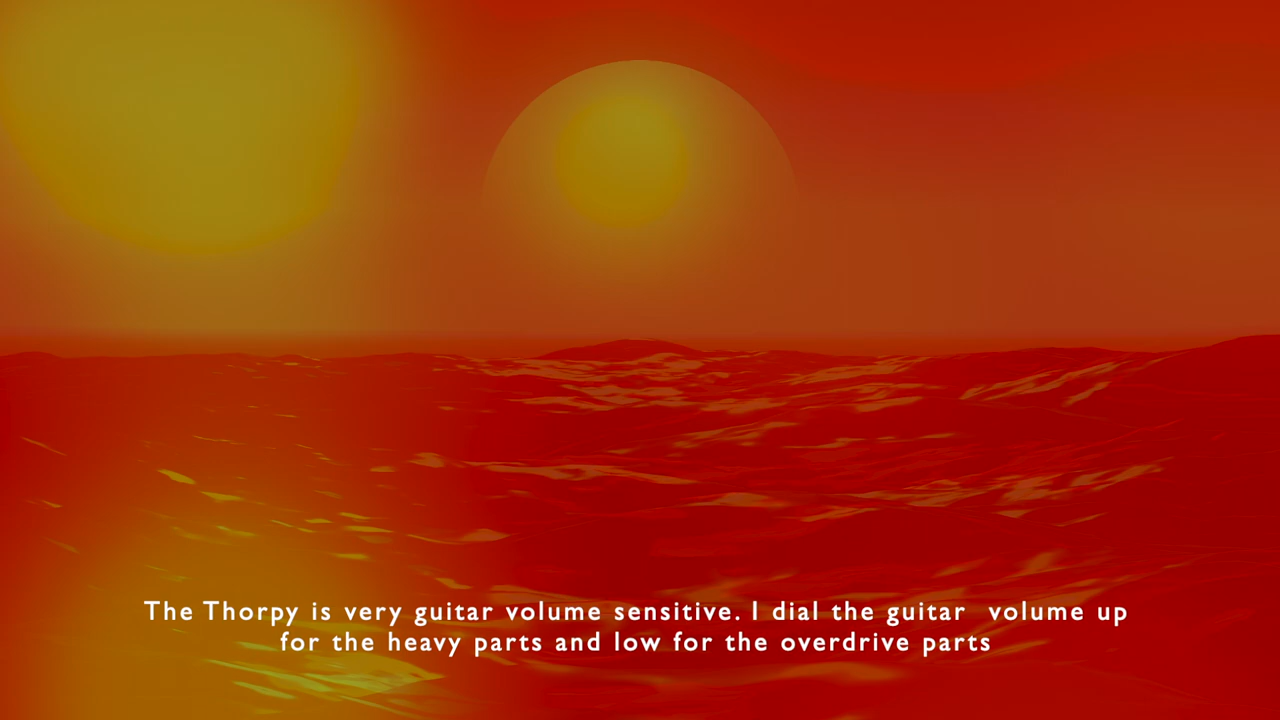 The Thorpy is very guitar volume sensitive. I dial the guitar  volume up
for the heavy parts and low for the overdrive parts